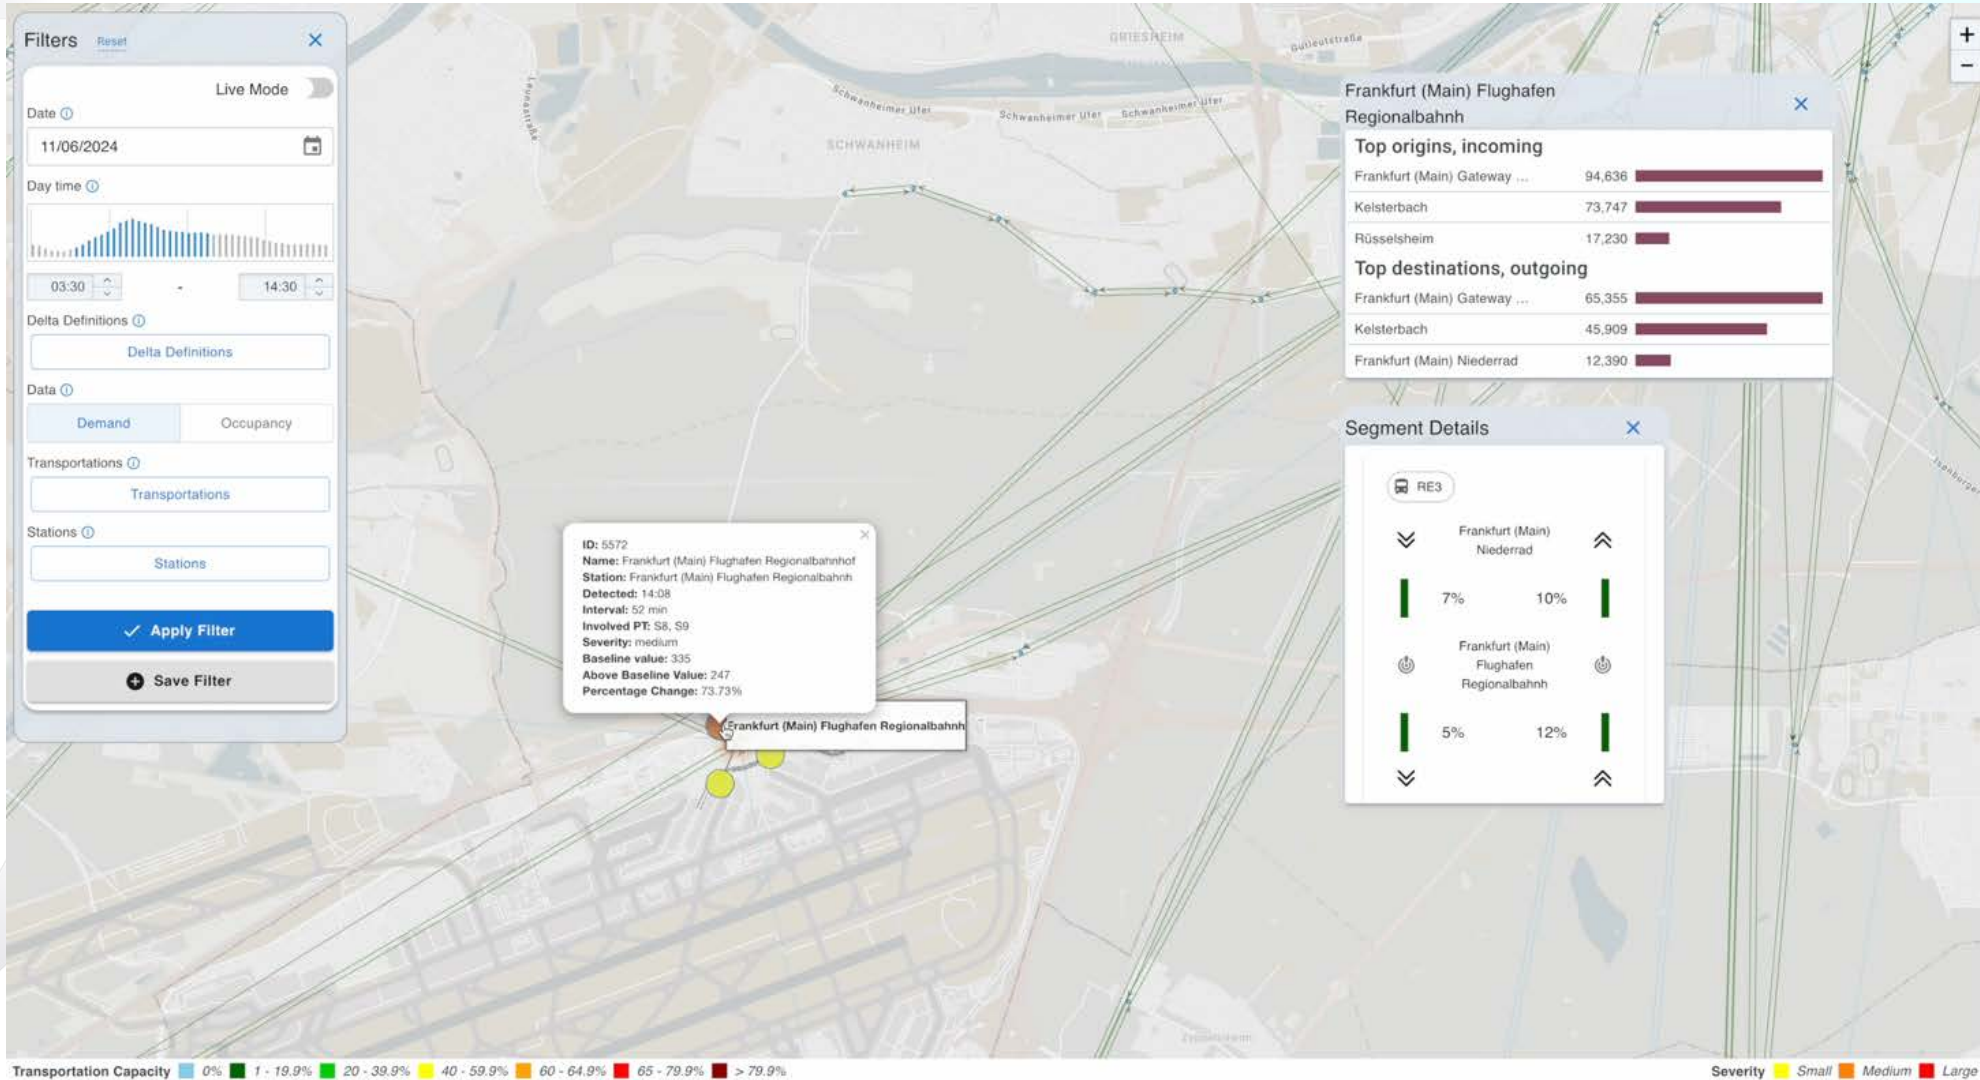 Filters Reset
Live Mode
Date
11/06/2024
Day time
03:30 - 14:30
Delta Definitions
Delta Definitions
Data
Demand Occupancy
Transportations
Transportations
Stations
Stations
Apply Filter
Save Filter
GRIESHEIM
Gutleutstraße
Leunastraße
Schwanheimer Ufer
Schwanheimer Ufer
Schwanheimer Ufer
SCHWANHEIM
ID: 5572
Name: Frankfurt (Main) Flughafen Regionalbahnhof
Station: Frankfurt (Main) Flughafen Regionalbahnh
Detected: 14:08
Interval: 52 min
Involved PT: S8, S9
Severity: medium
Baseline value: 335
Above Baseline Value: 247
Percentage Change: 73.73%
Frankfurt (Main) Flughafen Regionalbahnh
Zeppelinheim
+
−
Frankfurt (Main) Flughafen
Regionalbahnh
Top origins, incoming
Frankfurt (Main) Gateway ... 94,636
Kelsterbach 73,747
Rüsselsheim 17,230
Top destinations, outgoing
Frankfurt (Main) Gateway ... 65,355
Kelsterbach 45,909
Frankfurt (Main) Niederrad 12,390
Segment Details
RE3
Frankfurt (Main)
Niederrad
7% 10%
Frankfurt (Main)
Flughafen
Regionalbahnh
5% 12%
Transportation Capacity 0% 1 - 19.9% 20 - 39.9% 40 - 59.9% 60 - 64.9% 65 - 79.9% > 79.9%
Severity Small Medium Large